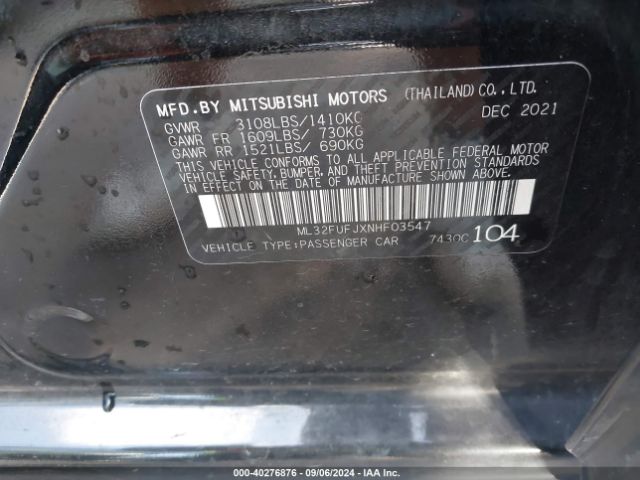 MFD.BY MITSUBISHI MOTORS (THAILAND)CO.,LTD.
GVWR 3108LBS/1410KG DEC 2021
GAWR FR 1609LBS/ 730KG
GAWR RR 1521LBS/ 690KG
THIS VEHICLE CONFORMS TO ALL APPLICABLE FEDERAL MOTOR
VEHICLE SAFETY, BUMPER, AND THEFT PREVENTION STANDARDS
IN EFFECT ON THE DATE OF MANUFACTURE SHOWN ABOVE.
ML32FUFJXNHF03547
VEHICLE TYPE:PASSENGER CAR 7430C 104
000-40276876 • 09/06/2024 • IAA Inc.